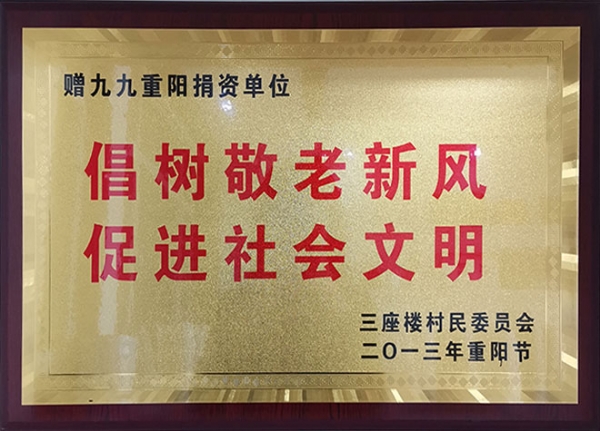 赠九九重阳捐资单位
倡树敬老新风
促进社会文明
三座楼村民委员会
二〇一三年重阳节